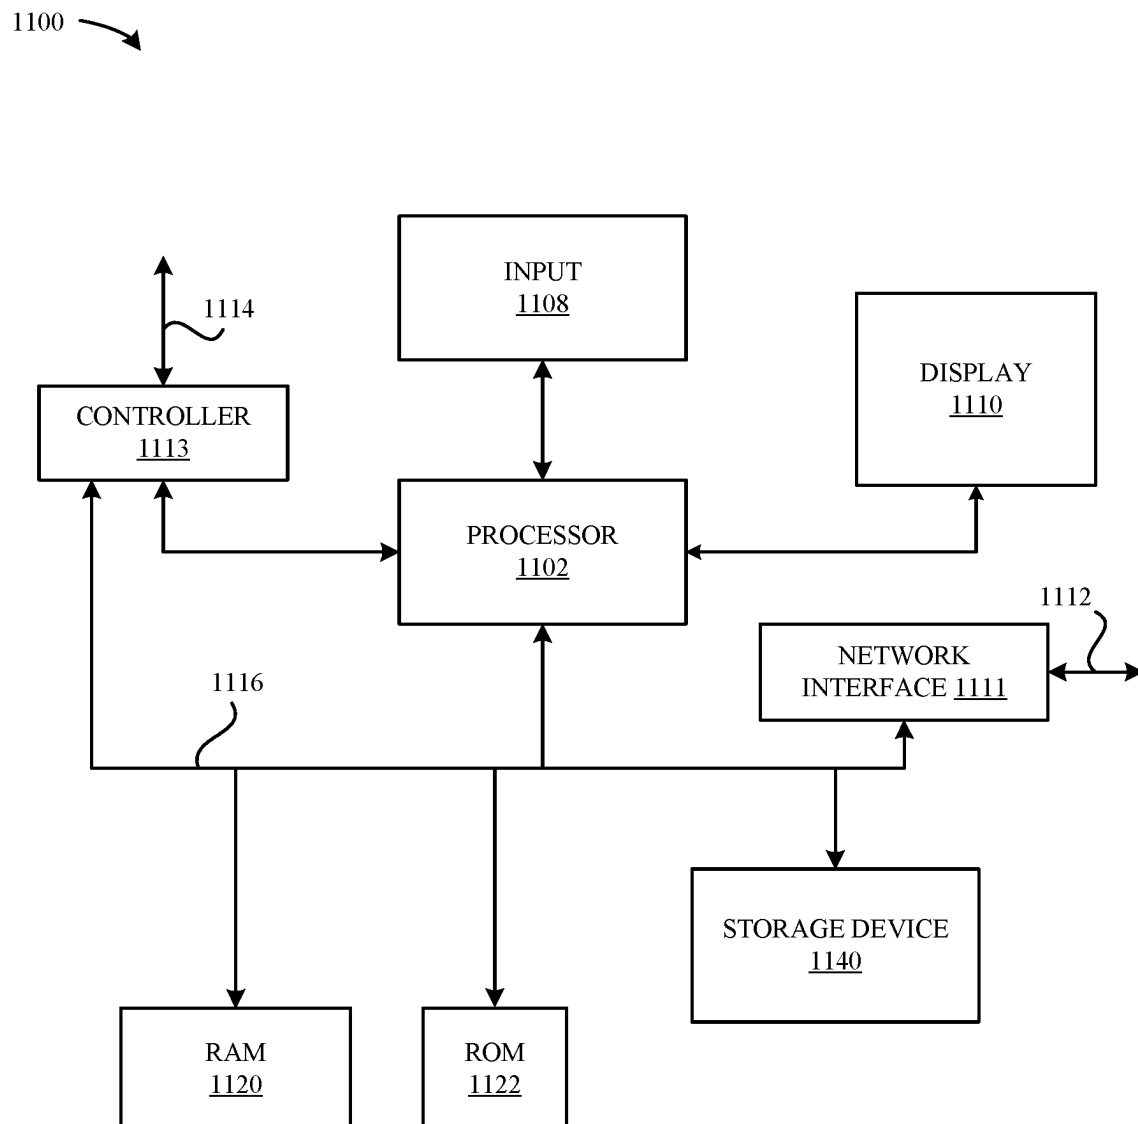 1100
INPUT
1108
1114
DISPLAY
1110
CONTROLLER
1113
PROCESSOR
1102
1112
NETWORK
INTERFACE 1111
1116
STORAGE DEVICE
1140
RAM
1120
ROM
1122